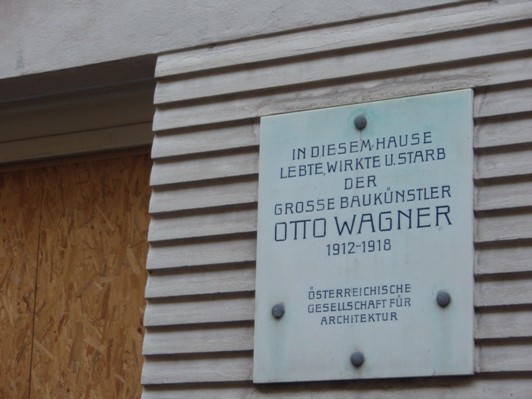 IN DIESEM HAUSE
LEBTE, WIRKTE U. STARB
DER
GROSSE BAUKÜNSTLER
OTTO WAGNER
1912-1918
ÖSTERREICHISCHE
GESELLSCHAFT FÜR
ARCHITEKTUR